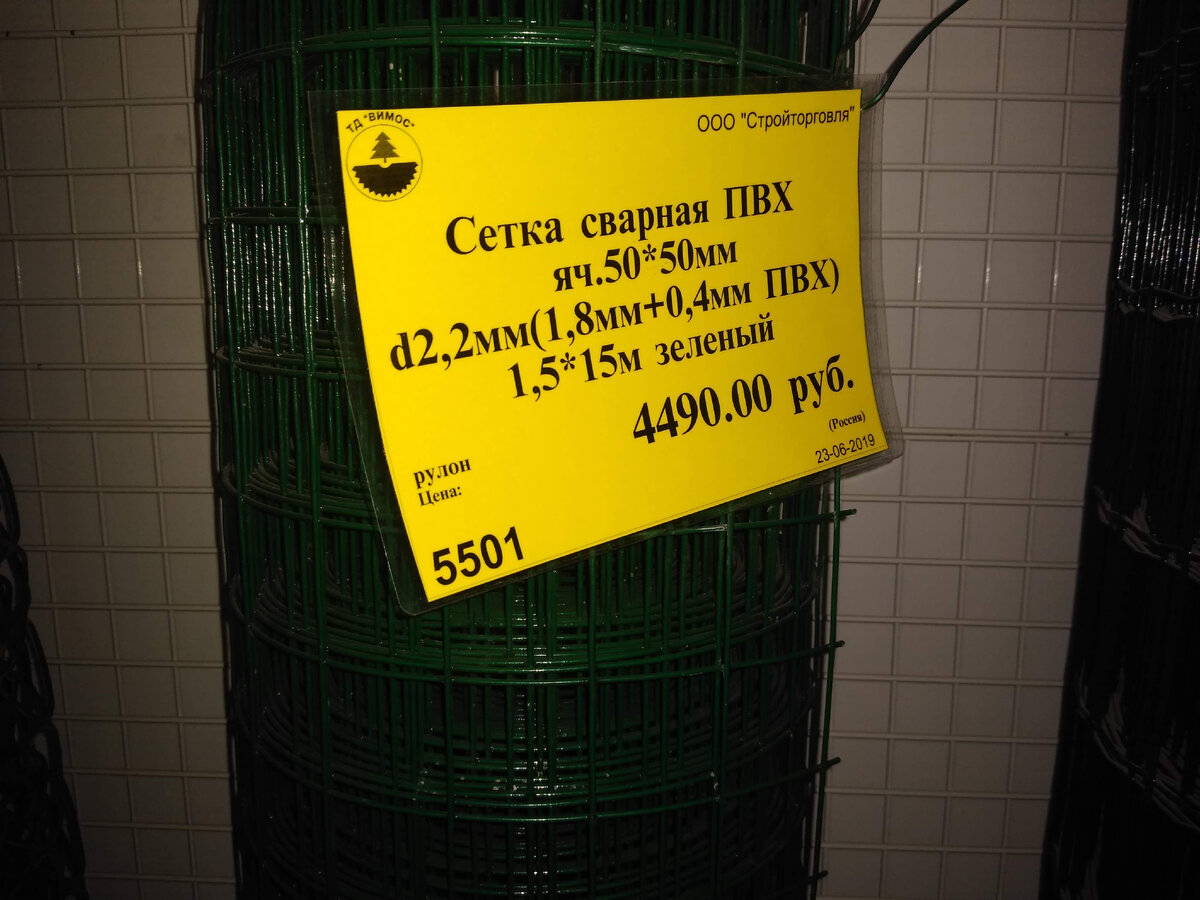 ТД "ВИМОС"
ООО "Стройторговля"
Сетка сварная ПВХ
яч.50*50мм
d2,2мм(1,8мм+0,4мм ПВХ)
1,5*15м зеленый
4490.00 руб.
(Россия)
23-06-2019
рулон
Цена:
5501